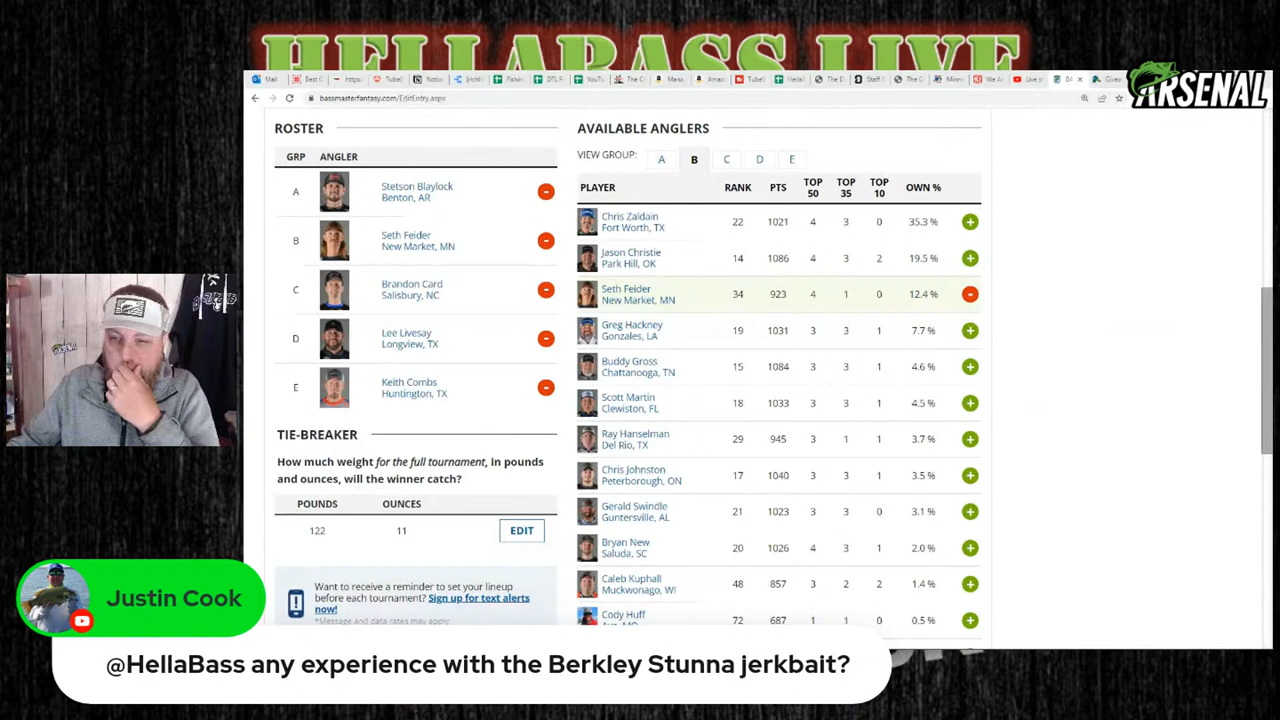 HELLABASS LIVE
ARSENAL
Mail
bassmasterfantasy.com/EditEntry.aspx
ROSTER
GRP ANGLER
A Stetson Blaylock
Benton, AR
B Seth Feider
New Market, MN
C Brandon Card
Salisbury, NC
D Lee Livesay
Longview, TX
E Keith Combs
Huntington, TX
TIE-BREAKER
How much weight for the full tournament, in pounds
and ounces, will the winner catch?
POUNDS OUNCES
122 11 EDIT
Want to receive a reminder to set your lineup
before each tournament? Sign up for text alerts
now!
*Message and data rates may apply.
AVAILABLE ANGLERS
VIEW GROUP: A B C D E
PLAYER RANK PTS TOP 50 TOP 35 TOP 10 OWN %
Chris Zaldain
Fort Worth, TX 22 1021 4 3 0 35.3 %
Jason Christie
Park Hill, OK 14 1086 4 3 2 19.5 %
Seth Feider
New Market, MN 34 923 4 1 0 12.4 %
Greg Hackney
Gonzales, LA 19 1031 3 3 1 7.7 %
Buddy Gross
Chattanooga, TN 15 1084 3 3 1 4.6 %
Scott Martin
Clewiston, FL 18 1033 3 3 1 4.5 %
Ray Hanselman
Del Rio, TX 29 945 3 1 1 3.7 %
Chris Johnston
Peterborough, ON 17 1040 3 3 1 3.5 %
Gerald Swindle
Guntersville, AL 21 1023 3 3 0 3.1 %
Bryan New
Saluda, SC 20 1026 4 3 1 2.0 %
Caleb Kuphall
Muckwonago, WI 48 857 3 2 2 1.4 %
Cody Huff
72 687 1 1 0 0.5 %
Justin Cook
@HellaBass any experience with the Berkley Stunna jerkbait?